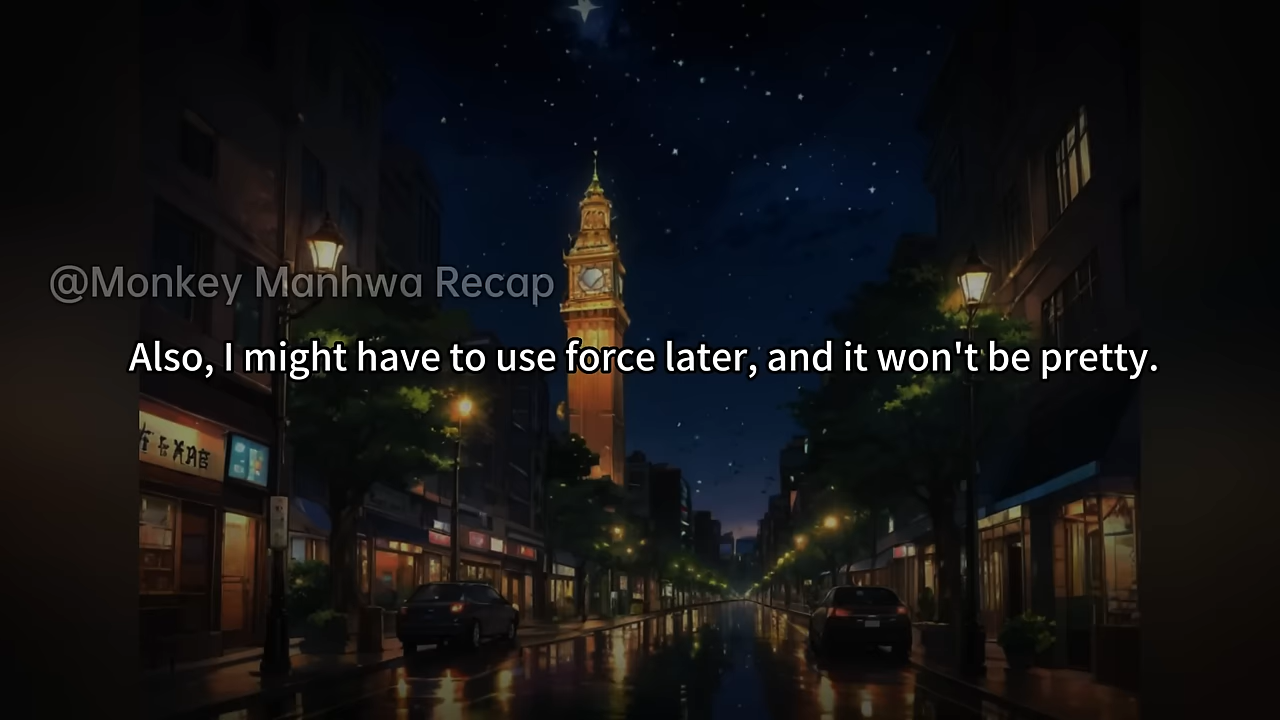 @Monkey Manhwa Recap
Also, I might have to use force later, and it won't be pretty.